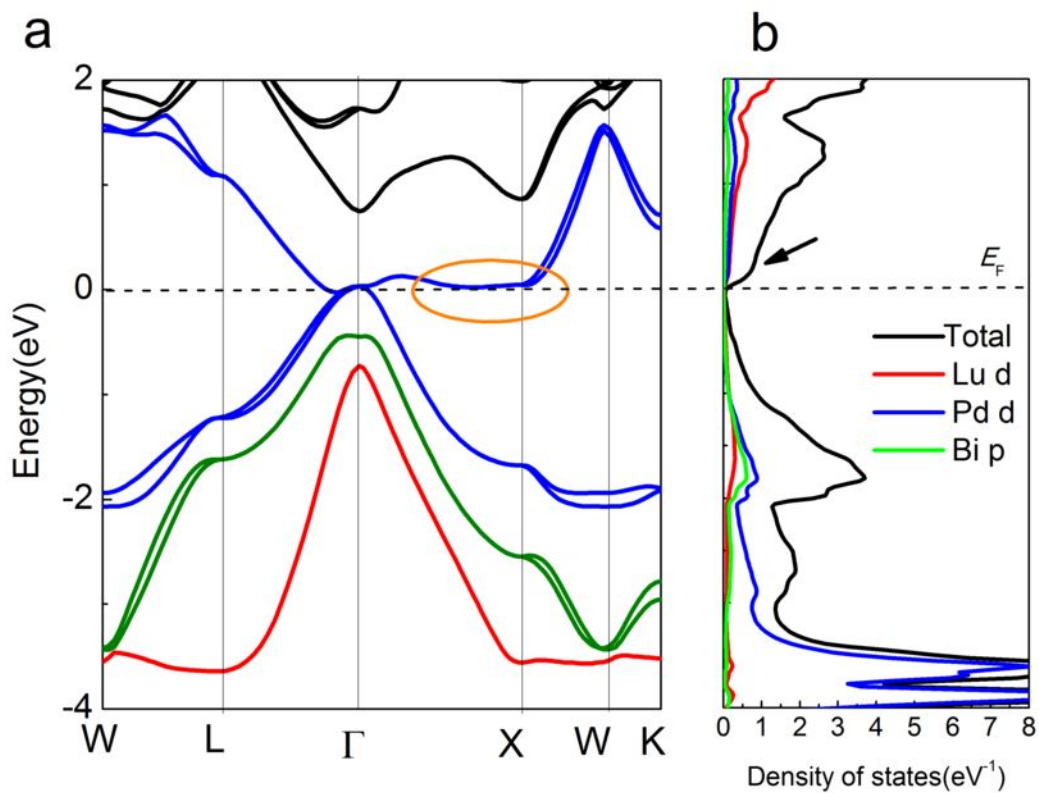 a
b
2
0
-2
-4
Energy(eV)
W
L
Γ
X
W
K
E_F
Total
Lu d
Pd d
Bi p
0 1 2 3 4 5 6 7 8
Density of states(eV⁻¹)